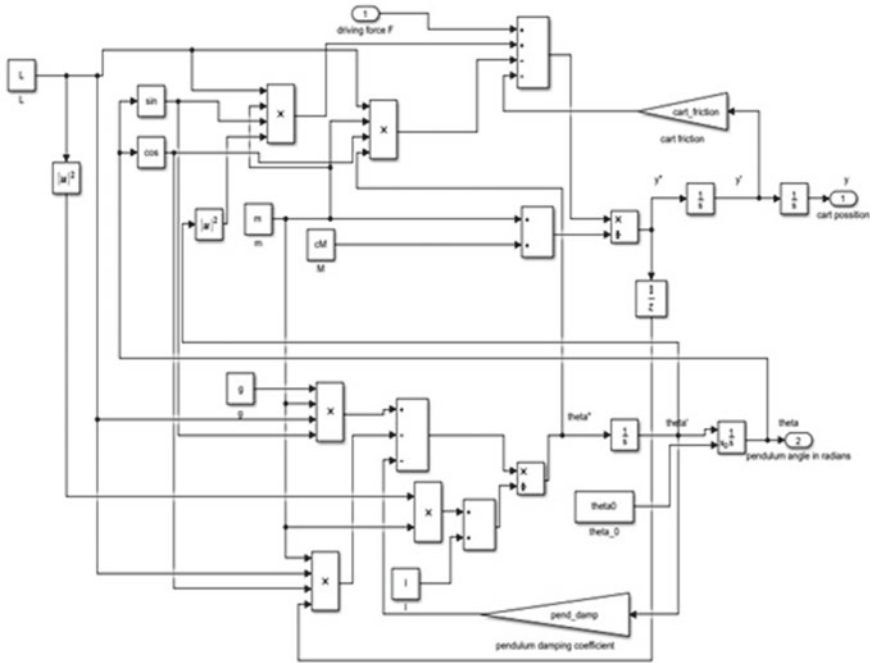 1
driving force F
L
L
sin
cos
|u|²
|u|²
×
×
+
+
-
-
cart_friction
cart friction
y''
1/s
y'
1/s
y
1
cart possition
m
m
cM
M
+
+
×
÷
1/z
g
g
×
+
-
-
theta''
1/s
theta'
1/s
x₀
theta
2
pendulum angle in radians
×
÷
×
+
+
theta0
theta_0
×
I
I
pend_damp
pendulum damping coefficient